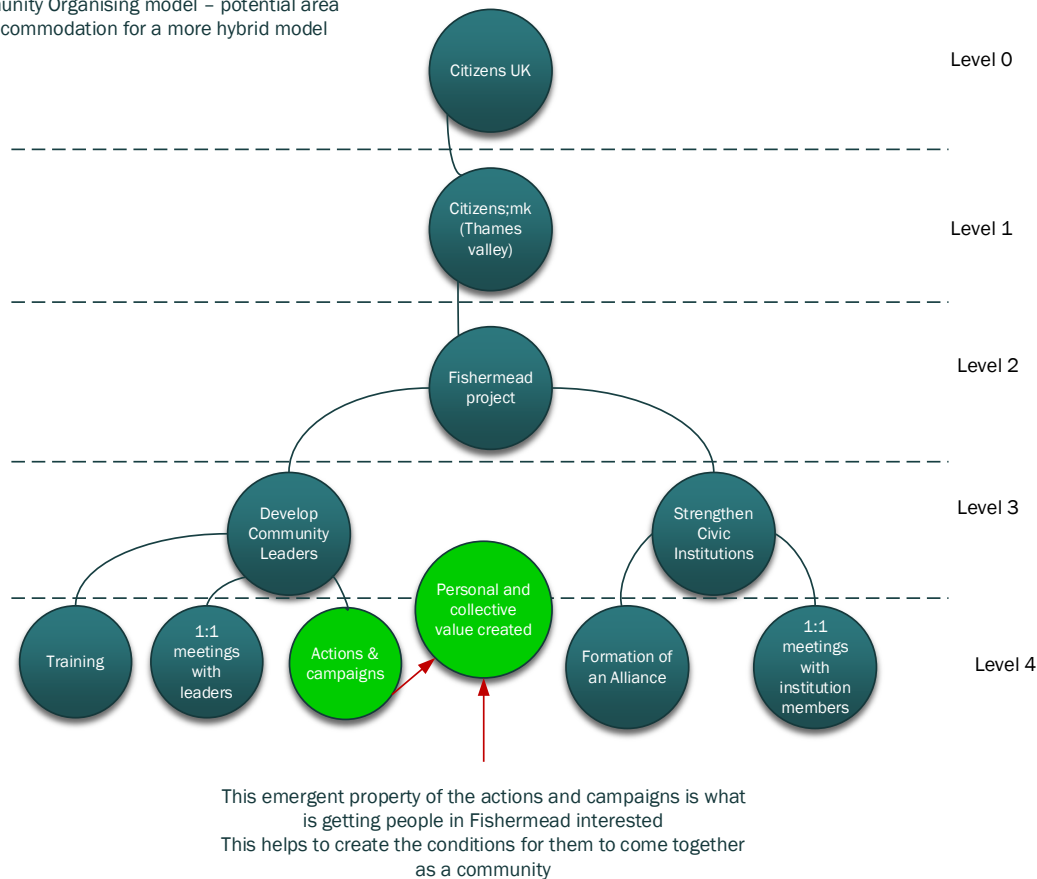 unity Organising model – potential area
commodation for a more hybrid model
Citizens UK
Level 0
Citizens;mk
(Thames
valley)
Level 1
Fishermead
project
Level 2
Develop
Community
Leaders
Strengthen
Civic
Institutions
Level 3
Personal and
collective
value created
Training
1:1
meetings
with
leaders
Actions &
campaigns
Formation of
an Alliance
1:1
meetings
with
institution
members
Level 4
This emergent property of the actions and campaigns is what
is getting people in Fishermead interested
This helps to create the conditions for them to come together
as a community